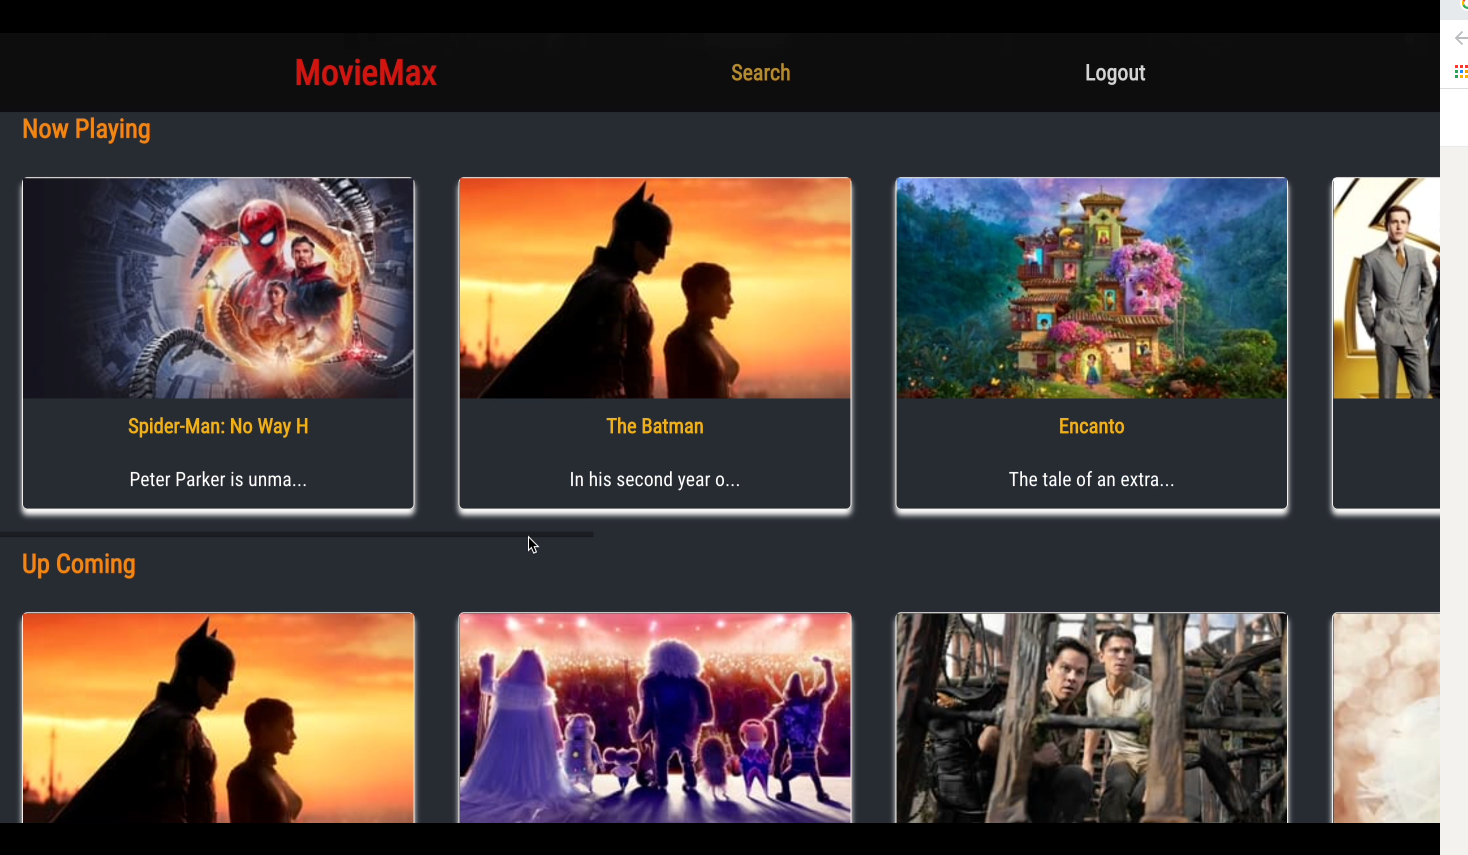 MovieMax
Search
Logout
Now Playing
Spider-Man: No Way H
The Batman
Encanto
Peter Parker is unma...
In his second year o...
The tale of an extra...
Up Coming